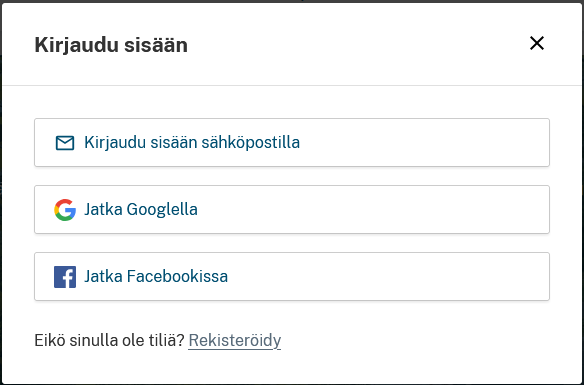 Kirjaudu sisään
Kirjaudu sisään sähköpostilla
Jatka Googlella
Jatka Facebookissa
Eikö sinulla ole tiliä? Rekisteröidy